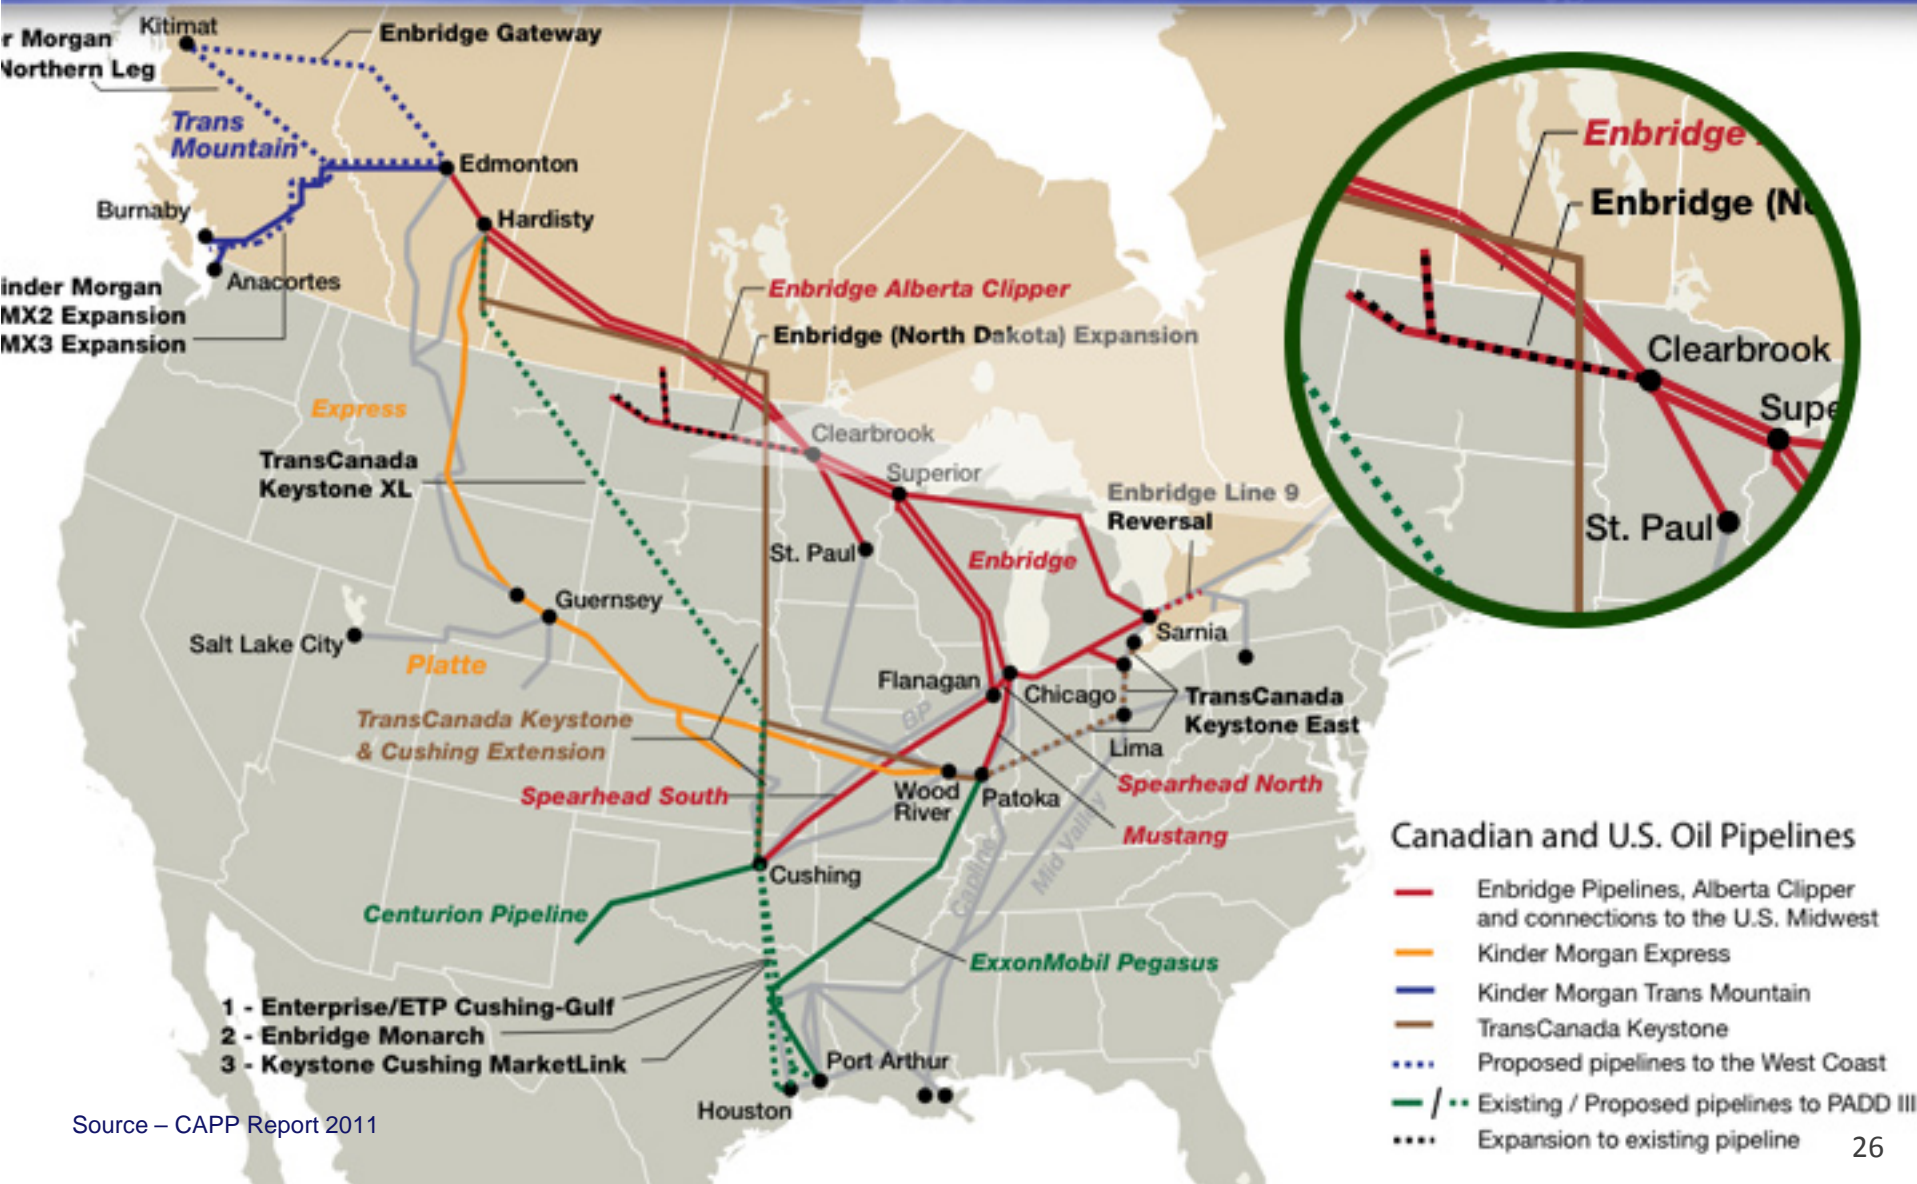 Kitimat
r Morgan
Northern Leg
Enbridge Gateway
Trans
Mountain
Edmonton
Burnaby
Hardisty
Anacortes
inder Morgan
MX2 Expansion
MX3 Expansion
Enbridge Alberta Clipper
Enbridge (North Dakota) Expansion
Express
TransCanada
Keystone XL
Clearbrook
Superior
Enbridge Line 9
Reversal
St. Paul
Enbridge
Guernsey
Salt Lake City
Platte
Sarnia
Flanagan
Chicago
TransCanada
Keystone East
BP
TransCanada Keystone
& Cushing Extension
Lima
Spearhead South
Wood
River
Patoka
Spearhead North
Mustang
Cushing
Capline
Mid Valley
Centurion Pipeline
ExxonMobil Pegasus
1 - Enterprise/ETP Cushing-Gulf
2 - Enbridge Monarch
3 - Keystone Cushing MarketLink
Port Arthur
Houston
Source – CAPP Report 2011
Enbridge
Enbridge (No
Clearbrook
Supe
St. Paul
Canadian and U.S. Oil Pipelines
Enbridge Pipelines, Alberta Clipper
and connections to the U.S. Midwest
Kinder Morgan Express
Kinder Morgan Trans Mountain
TransCanada Keystone
Proposed pipelines to the West Coast
/ Existing / Proposed pipelines to PADD III
Expansion to existing pipeline
26